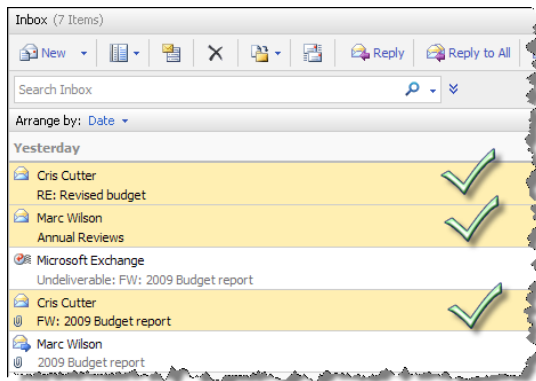 Inbox (7 Items)
New Reply Reply to All
Search Inbox
Arrange by: Date
Yesterday
Cris Cutter
RE: Revised budget
Marc Wilson
Annual Reviews
Microsoft Exchange
Undeliverable: FW: 2009 Budget report
Cris Cutter
FW: 2009 Budget report
Marc Wilson
2009 Budget report